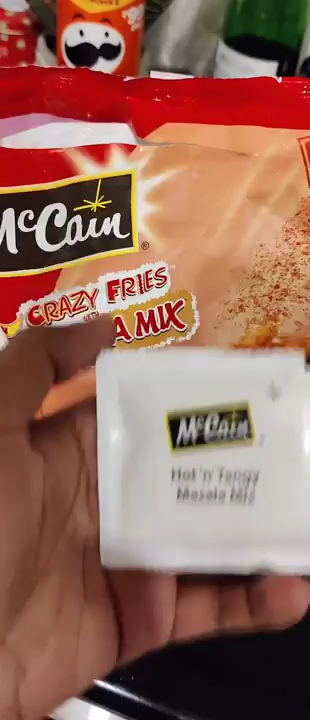 McCain®
CRAZY FRIES
A MIX
McCain
Hot 'n' Tangy
Masala Mix